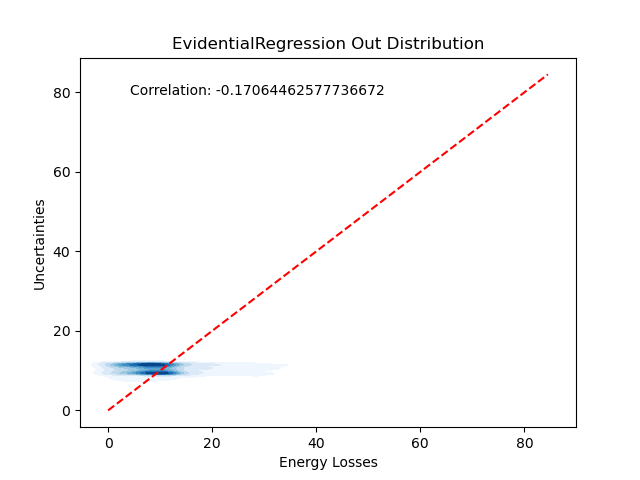 EvidentialRegression Out Distribution
Correlation: -0.17064462577736672
80
60
40
20
0
Uncertainties
0 20 40 60 80
Energy Losses